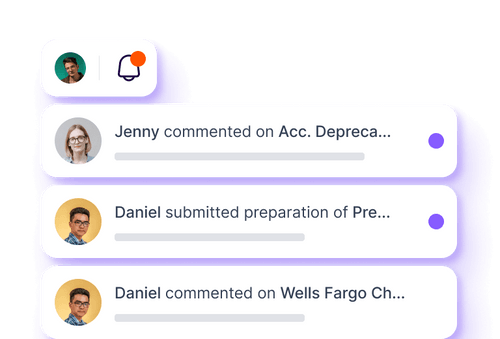 Jenny commented on Acc. Depreca...
Daniel submitted preparation of Pre...
Daniel commented on Wells Fargo Ch...